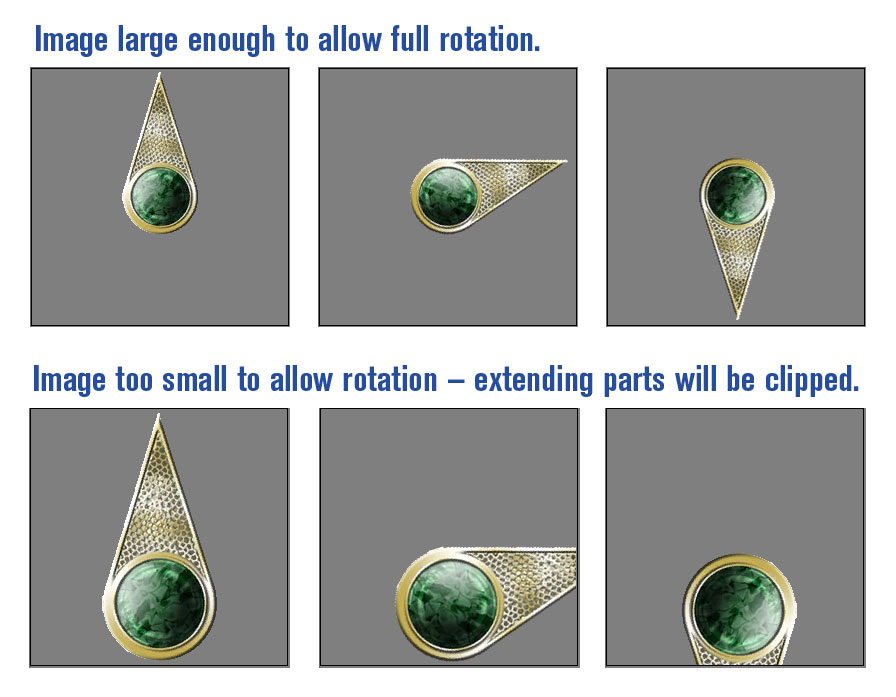 Image large enough to allow full rotation.
Image too small to allow rotation – extending parts will be clipped.